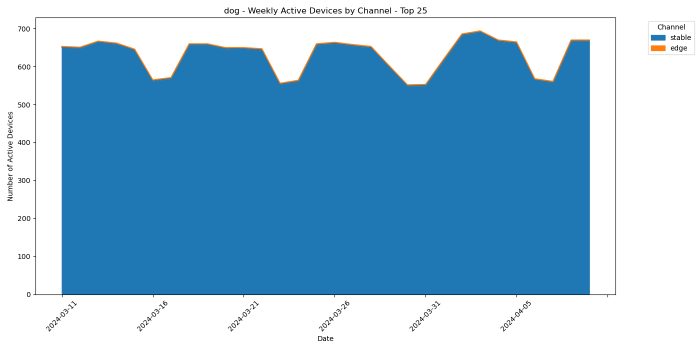 dog - Weekly Active Devices by Channel - Top 25
Number of Active Devices
700
600
500
400
300
200
100
0
2024-03-11
2024-03-16
2024-03-21
2024-03-26
2024-03-31
2024-04-05
Date
Channel
stable
edge